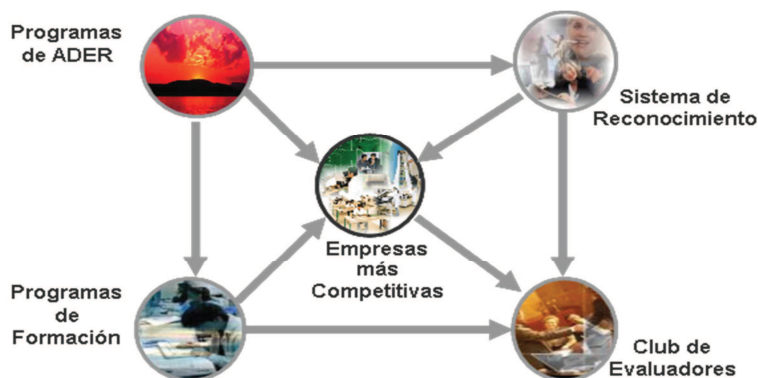 Programas
de ADER
Sistema de
Reconocimiento
Empresas
más
Competitivas
Programas
de
Formación
Club de
Evaluadores